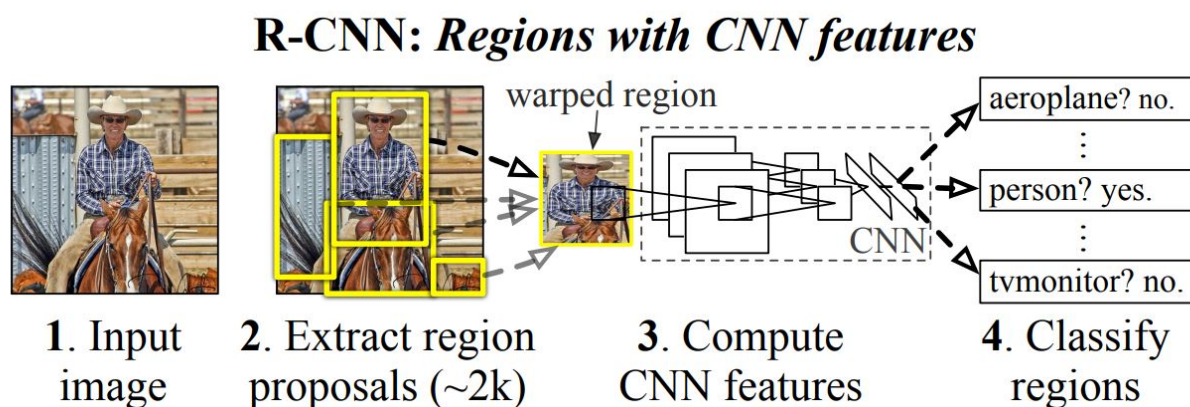 R-CNN: Regions with CNN features
warped region
aeroplane? no.
⋮
person? yes.
⋮
tvmonitor? no.
CNN
1. Input
image
2. Extract region
proposals (~2k)
3. Compute
CNN features
4. Classify
regions